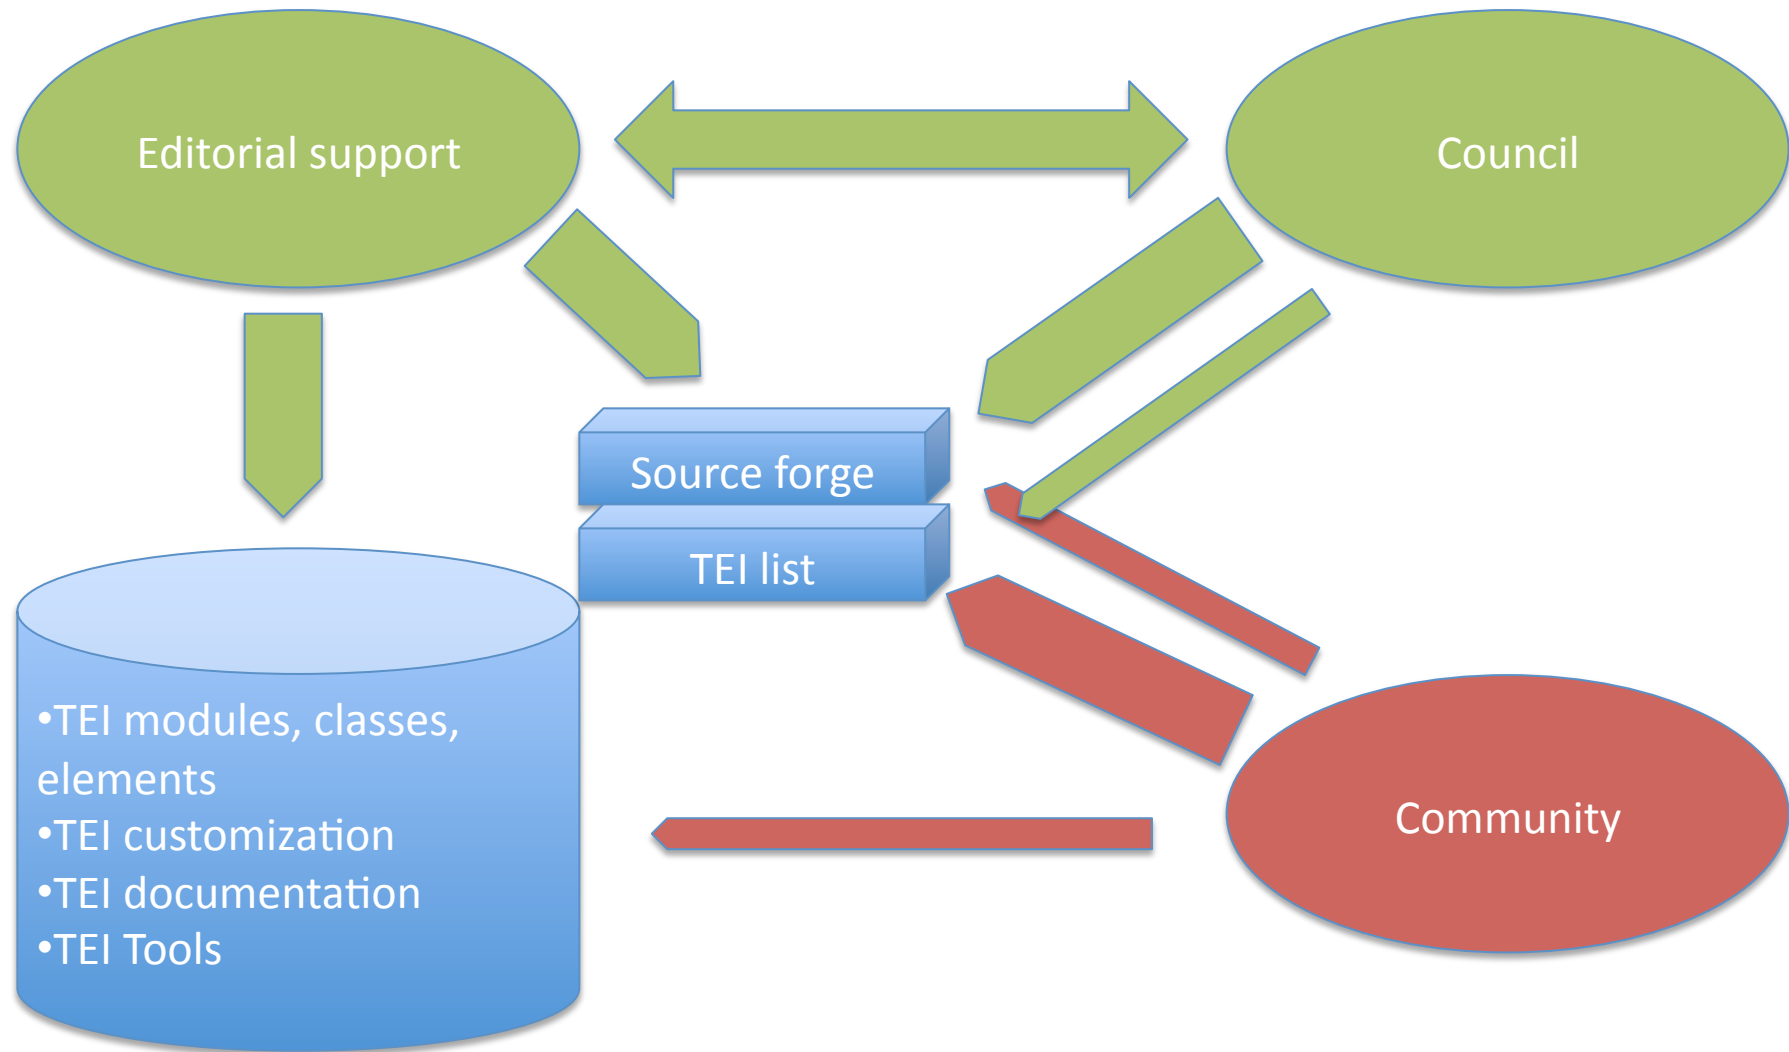 Editorial support
Council
Source forge
TEI list
•TEI modules, classes,
elements
•TEI customization
•TEI documentation
•TEI Tools
Community